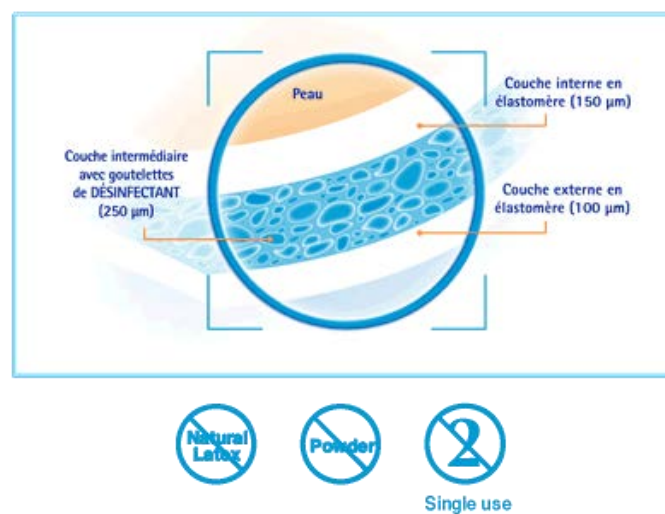 Peau
Couche interne en
élastomère (150 µm)
Couche intermédiaire
avec goutelettes
de DÉSINFECTANT
(250 µm)
Couche externe en
élastomère (100 µm)
Natural
Latex
Powder
2
Single use